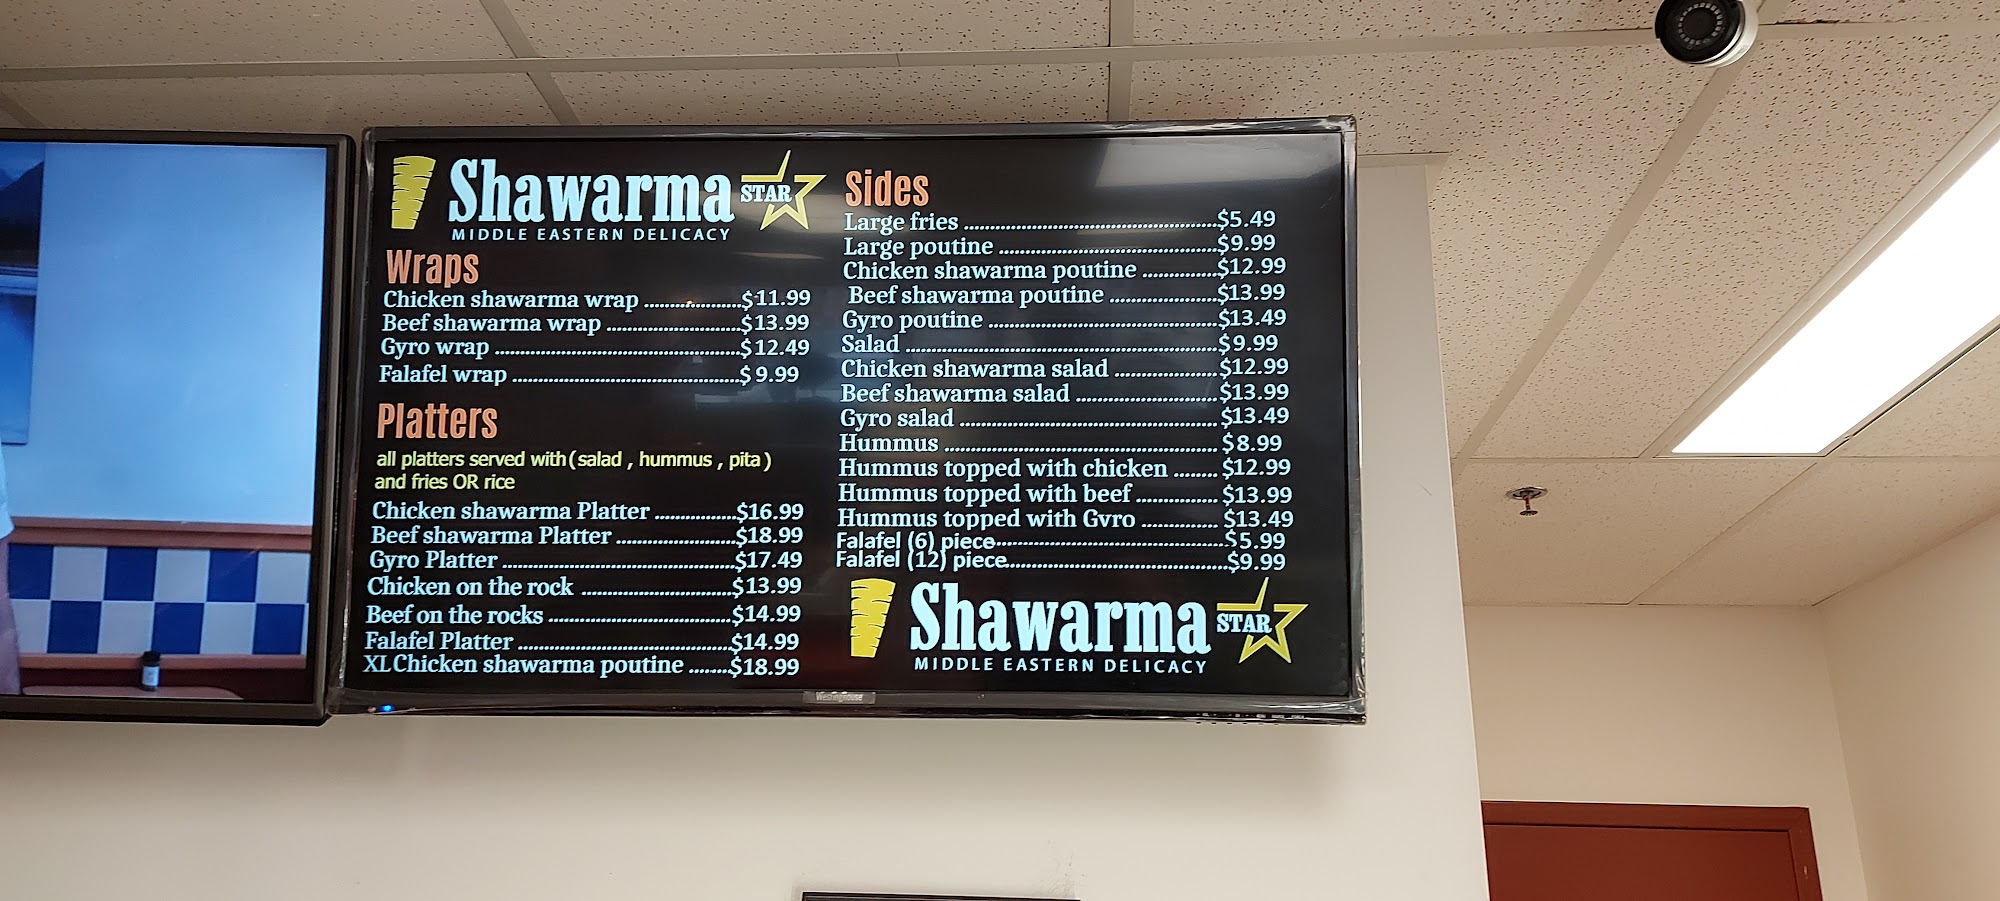 Shawarma STAR
MIDDLE EASTERN DELICACY
Wraps
Chicken shawarma wrap ....................$11.99
Beef shawarma wrap ...........................$13.99
Gyro wrap .................................................$12.49
Falafel wrap ..............................................$ 9.99
Platters
all platters served with (salad , hummus , pita )
and fries OR rice
Chicken shawarma Platter .................$16.99
Beef shawarma Platter ........................$18.99
Gyro Platter ...............................................$17.49
Chicken on the rock ..............................$13.99
Beef on the rocks .....................................$14.99
Falafel Platter ...........................................$14.99
XL Chicken shawarma poutine ........$18.99
Sides
Large fries ...................................................$5.49
Large poutine ............................................$9.99
Chicken shawarma poutine ...............$12.99
Beef shawarma poutine ......................$13.99
Gyro poutine ..............................................$13.49
Salad ..............................................................$9.99
Chicken shawarma salad .....................$12.99
Beef shawarma salad .............................$13.99
Gyro salad ....................................................$13.49
Hummus ....................................................... $8.99
Hummus topped with chicken ......... $12.99
Hummus topped with beef ................. $13.99
Hummus topped with Gyro ................ $13.49
Falafel (6) piece...............................................$5.99
Falafel (12) piece.............................................$9.99
Shawarma STAR
MIDDLE EASTERN DELICACY
Westinghouse